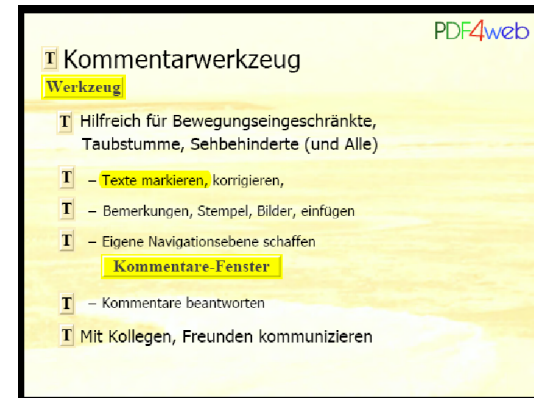 PDF4web
T Kommentarwerkzeug
Werkzeug
T Hilfreich für Bewegungseingeschränkte,
Taubstumme, Sehbehinderte (und Alle)
T – Texte markieren, korrigieren,
T – Bemerkungen, Stempel, Bilder, einfügen
T – Eigene Navigationsebene schaffen
Kommentare-Fenster
T – Kommentare beantworten
T Mit Kollegen, Freunden kommunizieren